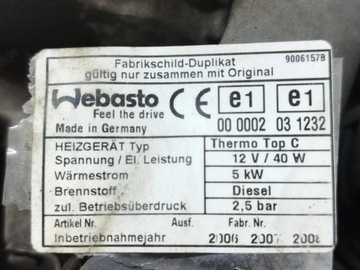 Fabrikschild-Duplikat 90061578
gültig nur zusammen mit Original
Webasto CE e1 e1
Feel the drive
Made in Germany 00 0002 03 1232
HEIZGERÄT Typ Thermo Top C
Spannung / El. Leistung 12 V / 40 W
Wärmestrom 5 kW
Brennstoff Diesel
zul. Betriebsüberdruck 2,5 bar
Artikel Nr. Ausf. Fabr. Nr.
Inbetriebnahmejahr 2006 2007 2008